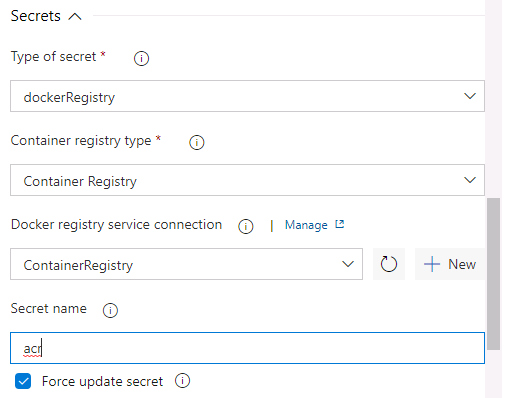 Secrets
Type of secret *
dockerRegistry
Container registry type *
Container Registry
Docker registry service connection | Manage
ContainerRegistry
New
Secret name
acr
Force update secret